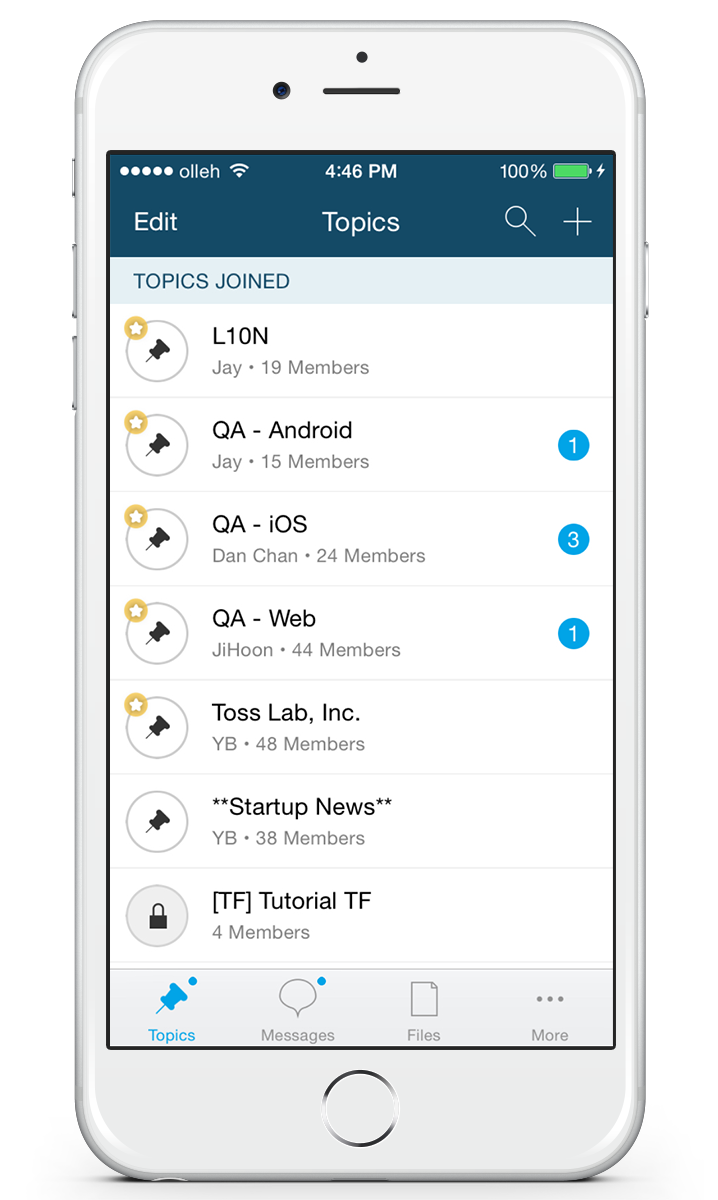 olleh 4:46 PM 100%
Edit Topics
TOPICS JOINED
L10N
Jay • 19 Members
QA - Android
Jay • 15 Members
1
QA - iOS
Dan Chan • 24 Members
3
QA - Web
JiHoon • 44 Members
1
Toss Lab, Inc.
YB • 48 Members
**Startup News**
YB • 38 Members
[TF] Tutorial TF
4 Members
Topics Messages Files More